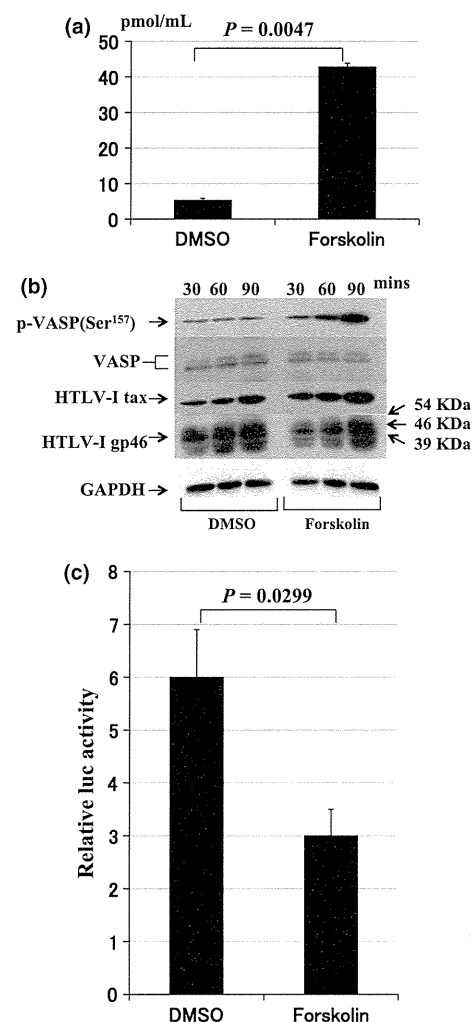 (a) pmol/mL
P = 0.0047
50
40
30
20
10
0
DMSO Forskolin
(b) 30 60 90 30 60 90 mins
p-VASP(Ser157)
VASP
HTLV-I tax
54 KDa
46 KDa
HTLV-I gp46
39 KDa
GAPDH
DMSO Forskolin
(c)
P = 0.0299
8
7
6
5
4
3
2
1
0
Relative luc activity
DMSO Forskolin